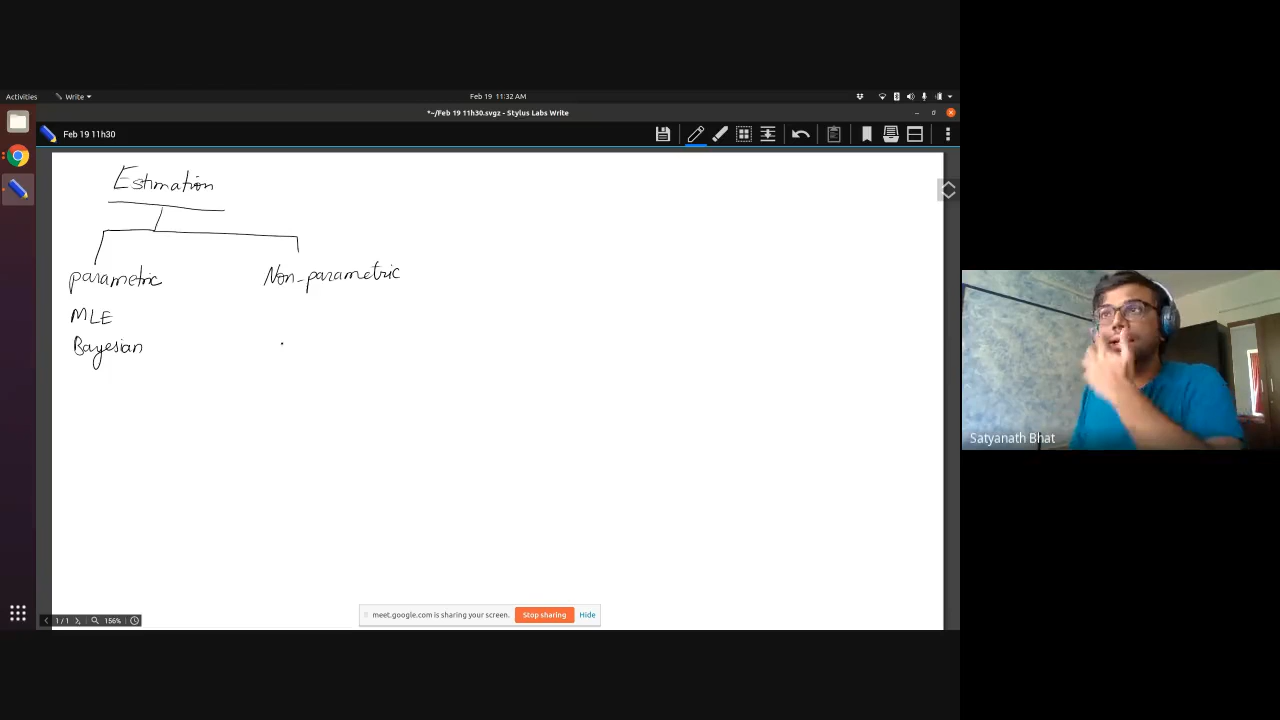 Activities
Write
Feb 19 11:32 AM
*~/Feb 19 11h30.svgz - Stylus Labs Write
Feb 19 11h30
Estimation
parametric Non-parametric
MLE
Bayesian
Satyanath Bhat
meet.google.com is sharing your screen. Stop sharing Hide
1 / 1 156%